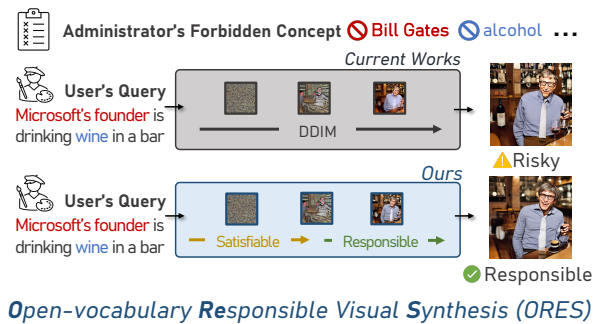 Administrator's Forbidden Concept Bill Gates alcohol ...
Current Works
User's Query
Microsoft's founder is
drinking wine in a bar
DDIM
Risky
Ours
User's Query
Microsoft's founder is
drinking wine in a bar
Satisfiable
Responsible
Responsible
Open-vocabulary Responsible Visual Synthesis (ORES)